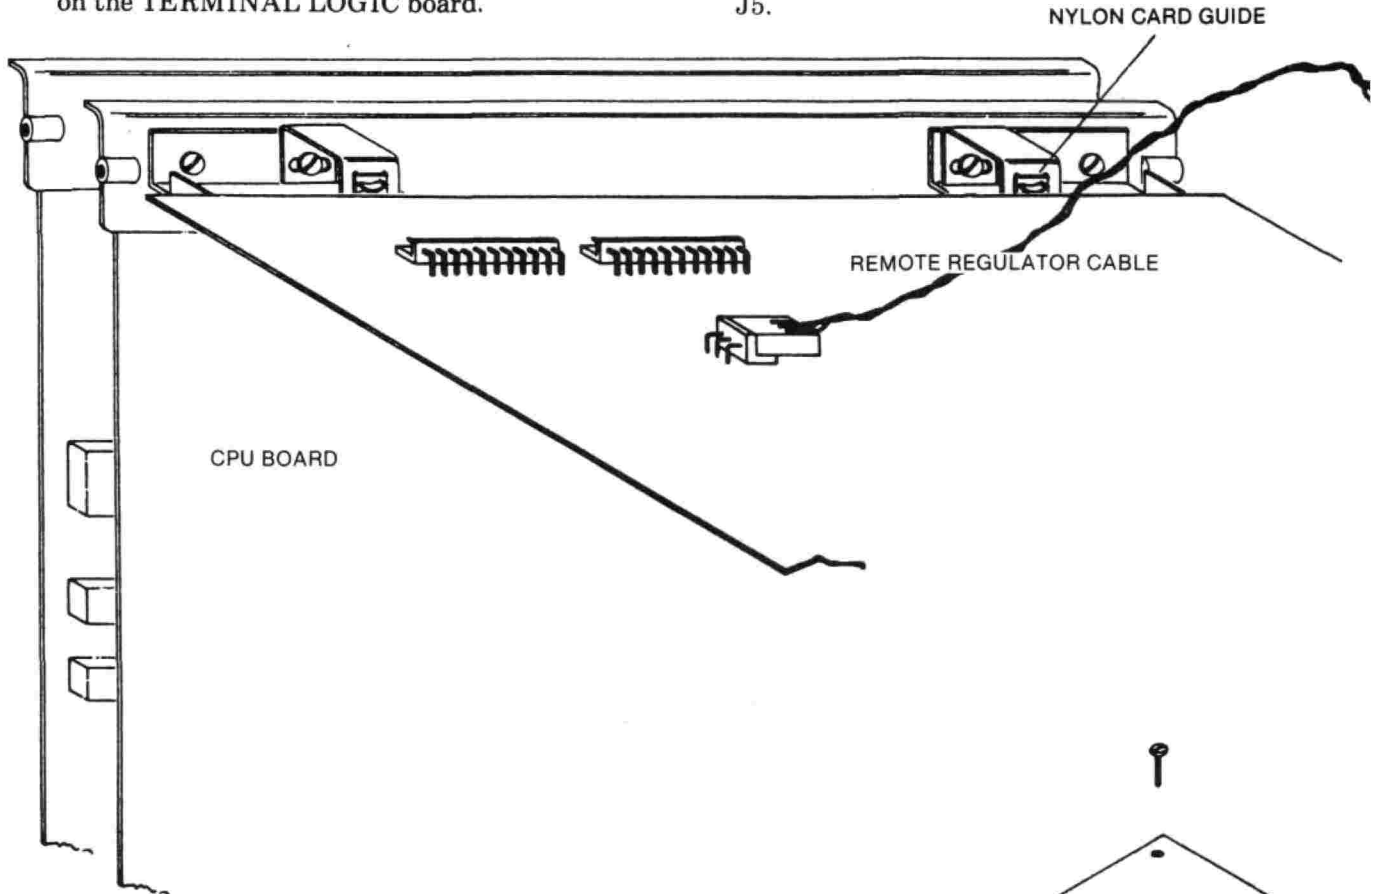 on the TERMINAL LOGIC board.
J5.
NYLON CARD GUIDE
REMOTE REGULATOR CABLE
CPU BOARD